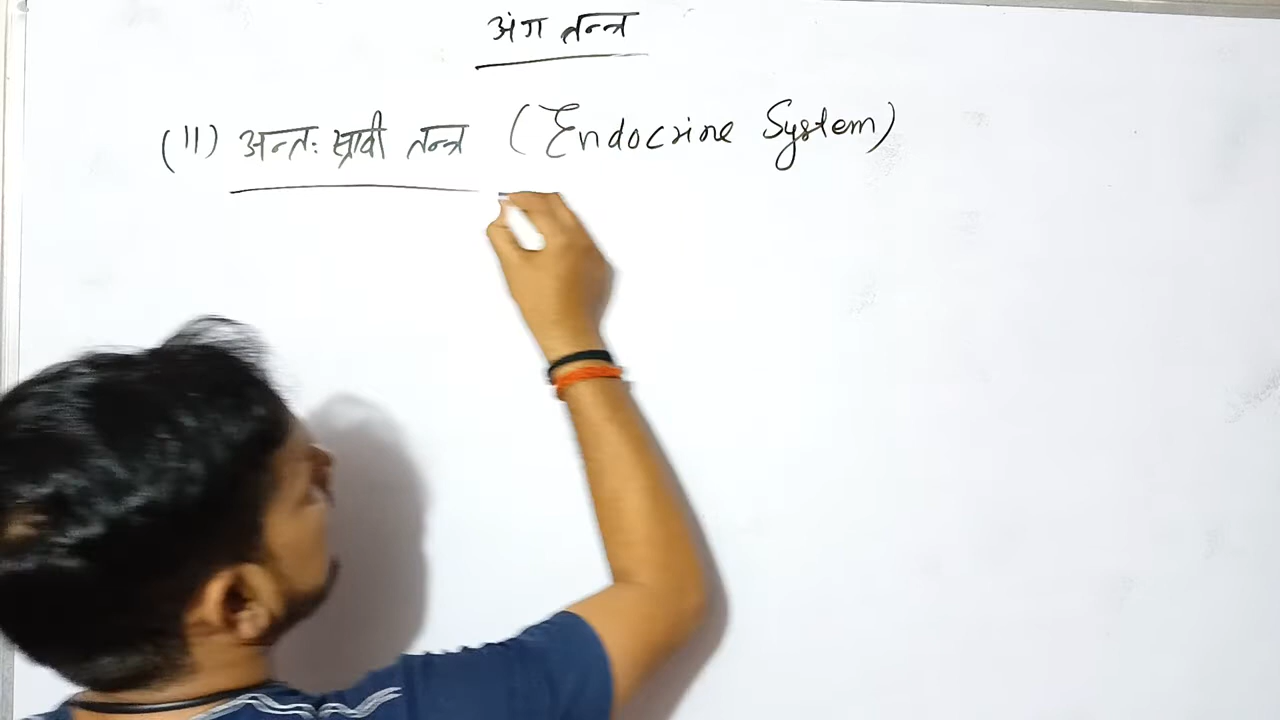 अंग तन्त्र
(11) अन्तः स्रावी तन्त्र (Endocrine System)